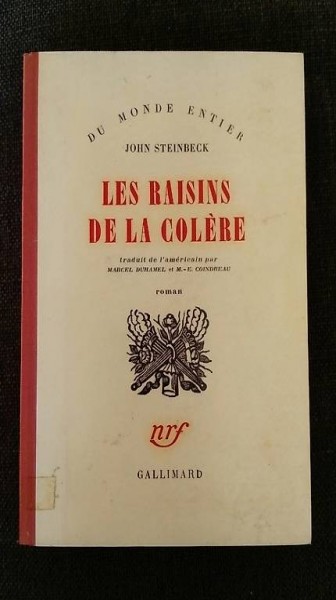 DU MONDE ENTIER
JOHN STEINBECK
LES RAISINS
DE LA COLÈRE
traduit de l'américain par
MARCEL DUHAMEL et M.-E. COINDREAU
roman
nrf
GALLIMARD